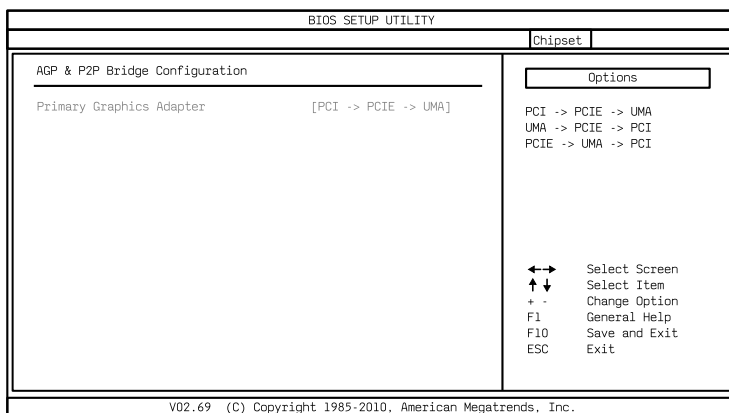 BIOS SETUP UTILITY
Chipset
AGP & P2P Bridge Configuration
Primary Graphics Adapter [PCI -> PCIE -> UMA]
Options
PCI -> PCIE -> UMA
UMA -> PCIE -> PCI
PCIE -> UMA -> PCI
←→ Select Screen
↑↓ Select Item
+ - Change Option
F1 General Help
F10 Save and Exit
ESC Exit
V02.69 (C) Copyright 1985-2010, American Megatrends, Inc.